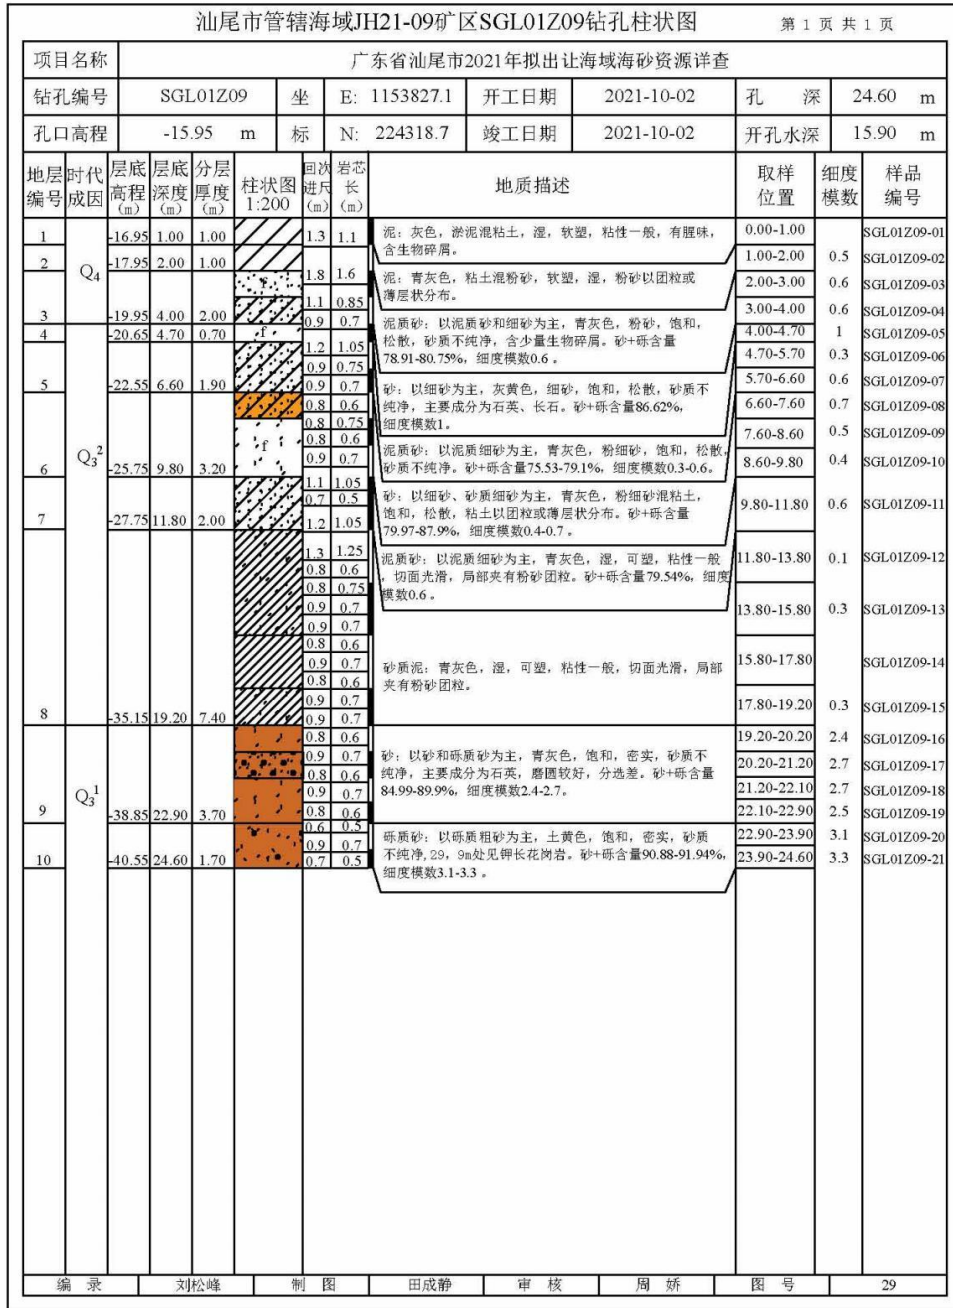 汕尾市管辖海域JH21-09矿区SGL01Z09钻孔柱状图 第 1 页 共 1 页
项目名称 广东省汕尾市2021年拟出让海域海砂资源详查
钻孔编号 SGL01Z09 坐 E: 1153827.1 开工日期 2021-10-02 孔 深 24.60 m
孔口高程 -15.95 m 标 N: 224318.7 竣工日期 2021-10-02 开孔水深 15.90 m
地层编号 时代成因 层底高程(m) 层底深度(m) 分层厚度(m) 柱状图 1:200 回次进尺(m) 岩芯长(m) 地质描述 取样位置 细度模数 样品编号
1 -16.95 1.00 1.00
2 -17.95 2.00 1.00
Q4
3 -19.95 4.00 2.00
4 -20.65 4.70 0.70
5 -22.55 6.60 1.90
Q3 2
6 -25.75 9.80 3.20
7 -27.75 11.80 2.00
8 -35.15 19.20 7.40
Q3 1
9 -38.85 22.90 3.70
10 -40.55 24.60 1.70
f
f
f
1.3 1.1
1.8 1.6
1.1 0.85
0.9 0.7
1.2 1.05
0.9 0.75
0.9 0.7
0.8 0.6
0.8 0.75
0.8 0.6
0.9 0.7
1.1 1.05
0.7 0.5
1.2 1.05
1.3 1.25
0.8 0.6
0.8 0.75
0.9 0.7
0.9 0.7
0.8 0.6
0.9 0.7
0.8 0.6
0.9 0.7
0.9 0.7
0.8 0.6
0.9 0.7
0.8 0.6
0.9 0.7
0.8 0.6
0.6 0.5
0.9 0.7
0.7 0.5
泥: 灰色, 淤泥混粘土, 湿, 软塑, 粘性一般, 有腥味,
含生物碎屑。
泥: 青灰色, 粘土混粉砂, 软塑, 湿, 粉砂以团粒或
薄层状分布。
泥质砂: 以泥质砂和细砂为主, 青灰色, 粉砂, 饱和,
松散, 砂质不纯净, 含少量生物碎屑。砂+砾含量
78.91-80.75%, 细度模数0.6 。
砂: 以细砂为主, 灰黄色, 细砂, 饱和, 松散, 砂质不
纯净, 主要成分为石英、长石。砂+砾含量86.62%,
细度模数1。
泥质砂: 以泥质细砂为主, 青灰色, 粉细砂, 饱和, 松散,
砂质不纯净。砂+砾含量75.53-79.1%, 细度模数0.3-0.6。
砂: 以细砂、砂质细砂为主, 青灰色, 粉细砂混粘土,
饱和, 松散, 粘土以团粒或薄层状分布。砂+砾含量
79.97-87.9%, 细度模数0.4-0.7 。
泥质砂: 以泥质细砂为主, 青灰色, 湿, 可塑, 粘性一般
, 切面光滑, 局部夹有粉砂团粒。砂+砾含量79.54%, 细度
模数0.6 。
砂质泥: 青灰色, 湿, 可塑, 粘性一般, 切面光滑, 局部
夹有粉砂团粒。
砂: 以砂和砾质砂为主, 青灰色, 饱和, 密实, 砂质不
纯净, 主要成分为石英, 磨圆较好, 分选差。砂+砾含量
84.99-89.9%, 细度模数2.4-2.7。
砾质砂: 以砾质粗砂为主, 土黄色, 饱和, 密实, 砂质
不纯净, 29, 9m处见钾长花岗岩。砂+砾含量90.88-91.94%,
细度模数3.1-3.3 。
0.00-1.00 SGL01Z09-01
1.00-2.00 0.5 SGL01Z09-02
2.00-3.00 0.6 SGL01Z09-03
3.00-4.00 0.6 SGL01Z09-04
4.00-4.70 1 SGL01Z09-05
4.70-5.70 0.3 SGL01Z09-06
5.70-6.60 0.6 SGL01Z09-07
6.60-7.60 0.7 SGL01Z09-08
7.60-8.60 0.5 SGL01Z09-09
8.60-9.80 0.4 SGL01Z09-10
9.80-11.80 0.6 SGL01Z09-11
11.80-13.80 0.1 SGL01Z09-12
13.80-15.80 0.3 SGL01Z09-13
15.80-17.80 SGL01Z09-14
17.80-19.20 0.3 SGL01Z09-15
19.20-20.20 2.4 SGL01Z09-16
20.20-21.20 2.7 SGL01Z09-17
21.20-22.10 2.7 SGL01Z09-18
22.10-22.90 2.5 SGL01Z09-19
22.90-23.90 3.1 SGL01Z09-20
23.90-24.60 3.3 SGL01Z09-21
编 录 刘松峰 制 图 田成静 审 核 周 娇 图 号 29